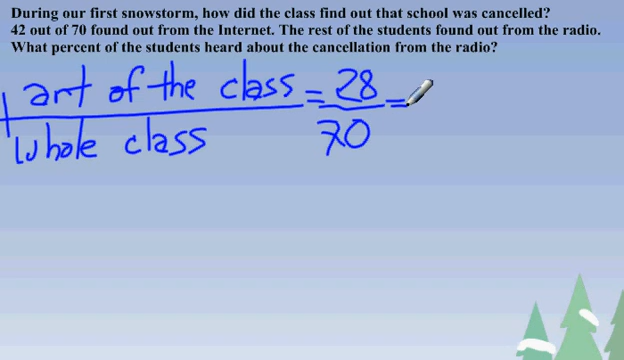 During our first snowstorm, how did the class find out that school was cancelled?
42 out of 70 found out from the Internet. The rest of the students found out from the radio.
What percent of the students heard about the cancellation from the radio?
Part of the class = 28 =
Whole class 70